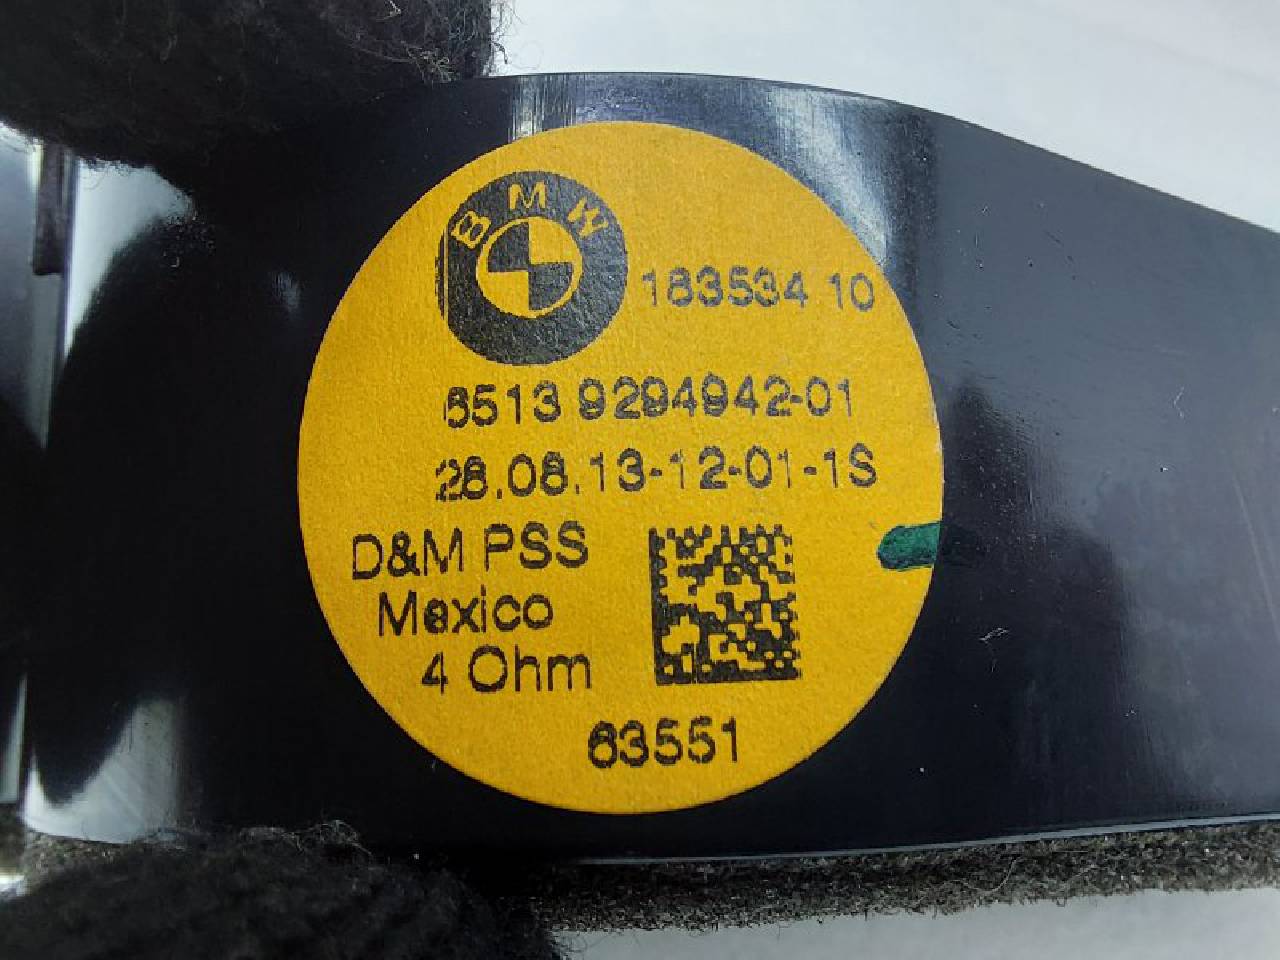 BMW
183534 10
6513 9294942-01
28.08.13-12-01-1S
D&M PSS
Mexico
4 Ohm
63551